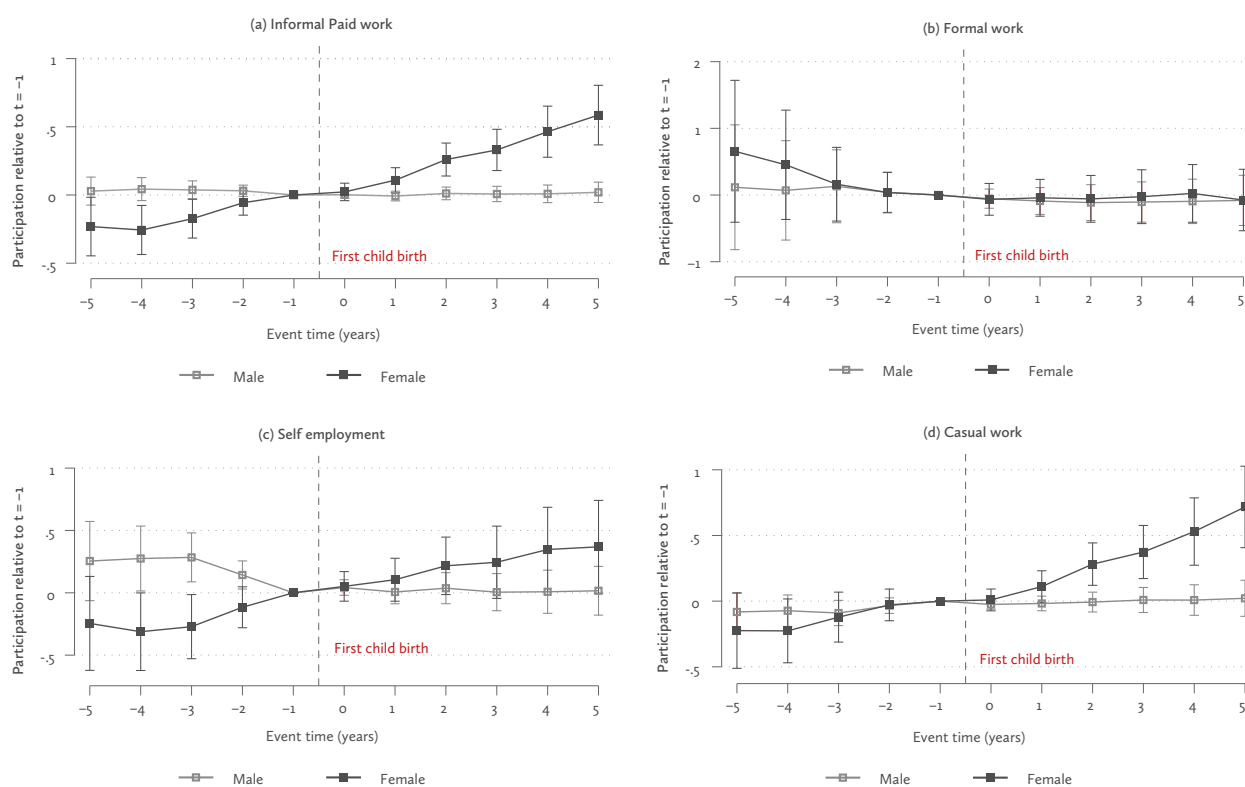 (a) Informal Paid work
Participation relative to t = −1
1
.5
0
-.5
First child birth
−5 −4 −3 −2 −1 0 1 2 3 4 5
Event time (years)
Male Female
(b) Formal work
Participation relative to t = −1
2
1
0
−1
First child birth
−5 −4 −3 −2 −1 0 1 2 3 4 5
Event time (years)
Male Female
(c) Self employment
Participation relative to t = −1
1
.5
0
-.5
First child birth
−5 −4 −3 −2 −1 0 1 2 3 4 5
Event time (years)
Male Female
(d) Casual work
Participation relative to t = −1
1
.5
0
-.5
First child birth
−5 −4 −3 −2 −1 0 1 2 3 4 5
Event time (years)
Male Female